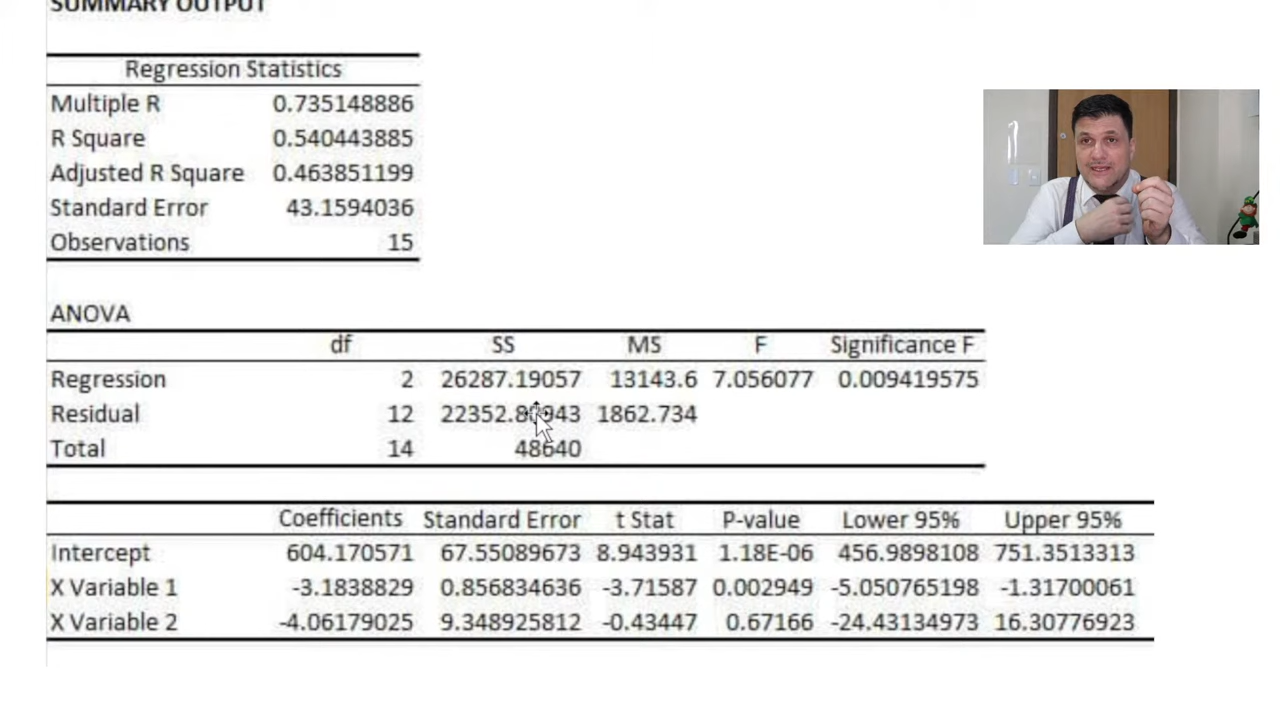 SUMMARY OUTPUT
Regression Statistics
Multiple R 0.735148886
R Square 0.540443885
Adjusted R Square 0.463851199
Standard Error 43.1594036
Observations 15
ANOVA
df SS MS F Significance F
Regression 2 26287.19057 13143.6 7.056077 0.009419575
Residual 12 1862.734
Total 14 48640
Coefficients Standard Error t Stat P-value Lower 95% Upper 95%
Intercept 604.170571 67.55089673 8.943931 1.18E-06 456.9898108 751.3513313
X Variable 1 -3.1838829 0.856834636 -3.71587 0.002949 -5.050765198 -1.31700061
X Variable 2 -4.06179025 9.348925812 -0.43447 0.67166 -24.43134973 16.30776923